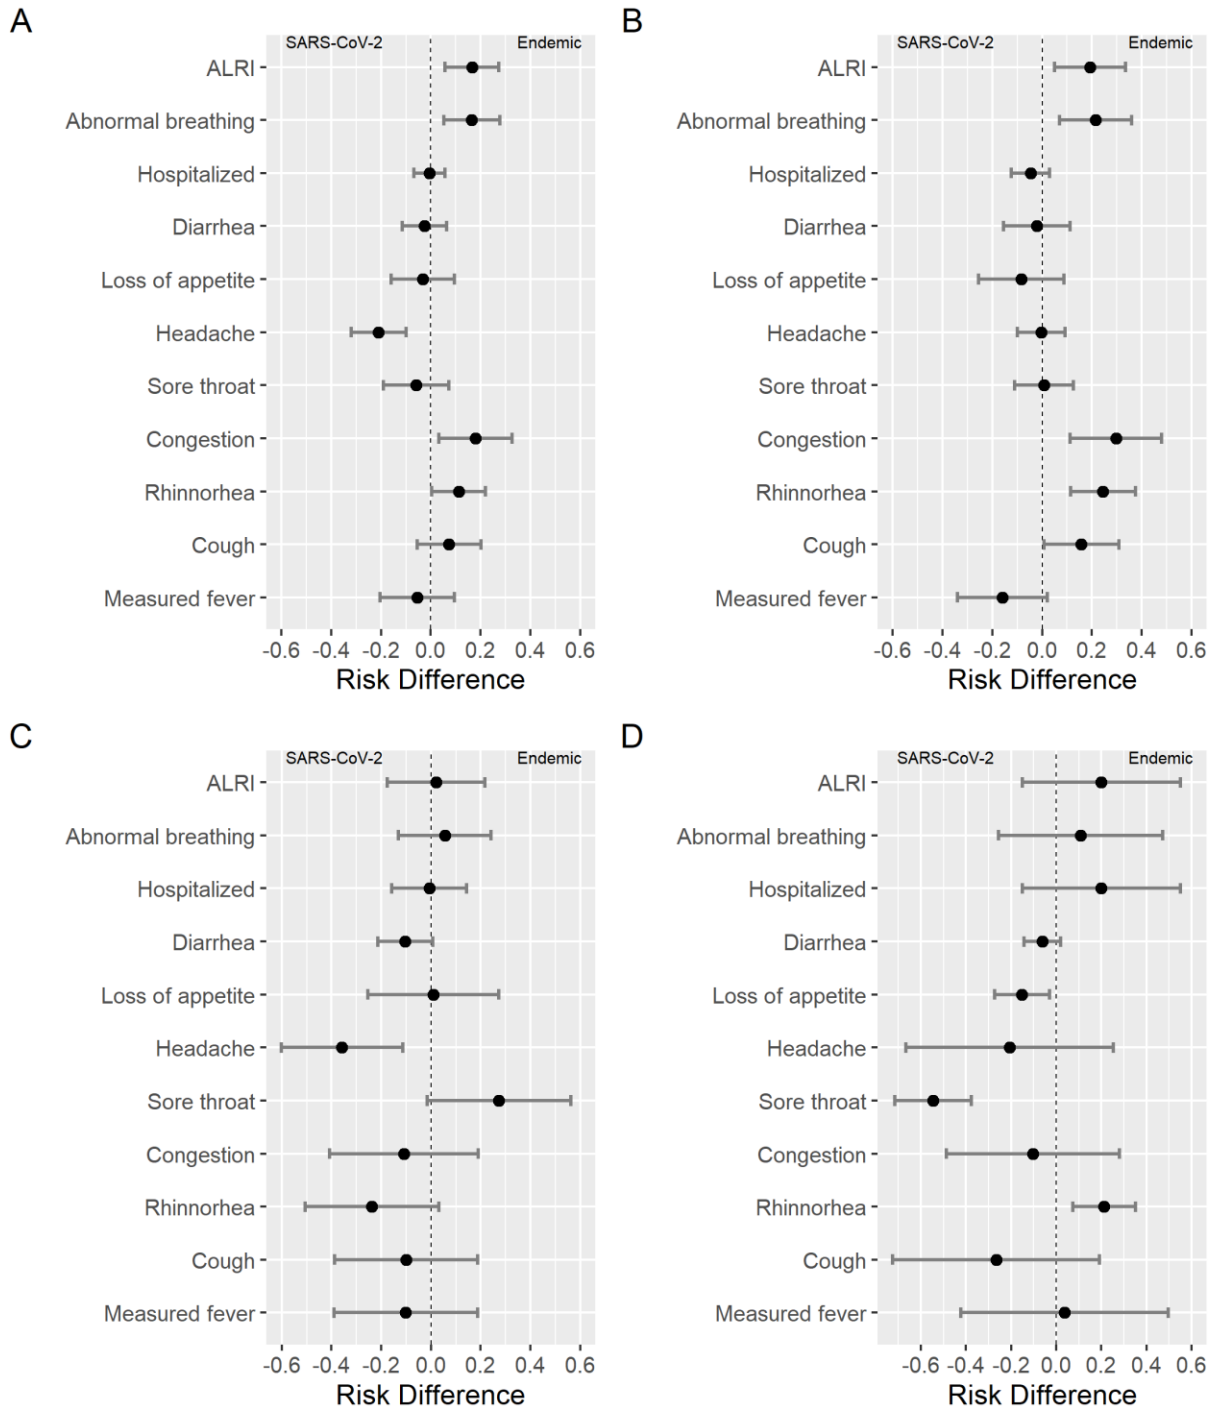 A
SARS-CoV-2 Endemic
ALRI
Abnormal breathing
Hospitalized
Diarrhea
Loss of appetite
Headache
Sore throat
Congestion
Rhinnorhea
Cough
Measured fever
-0.6 -0.4 -0.2 0.0 0.2 0.4 0.6
Risk Difference
B
SARS-CoV-2 Endemic
ALRI
Abnormal breathing
Hospitalized
Diarrhea
Loss of appetite
Headache
Sore throat
Congestion
Rhinnorhea
Cough
Measured fever
-0.6 -0.4 -0.2 0.0 0.2 0.4 0.6
Risk Difference
C
SARS-CoV-2 Endemic
ALRI
Abnormal breathing
Hospitalized
Diarrhea
Loss of appetite
Headache
Sore throat
Congestion
Rhinnorhea
Cough
Measured fever
-0.6 -0.4 -0.2 0.0 0.2 0.4 0.6
Risk Difference
D
SARS-CoV-2 Endemic
ALRI
Abnormal breathing
Hospitalized
Diarrhea
Loss of appetite
Headache
Sore throat
Congestion
Rhinnorhea
Cough
Measured fever
-0.6 -0.4 -0.2 0.0 0.2 0.4 0.6
Risk Difference